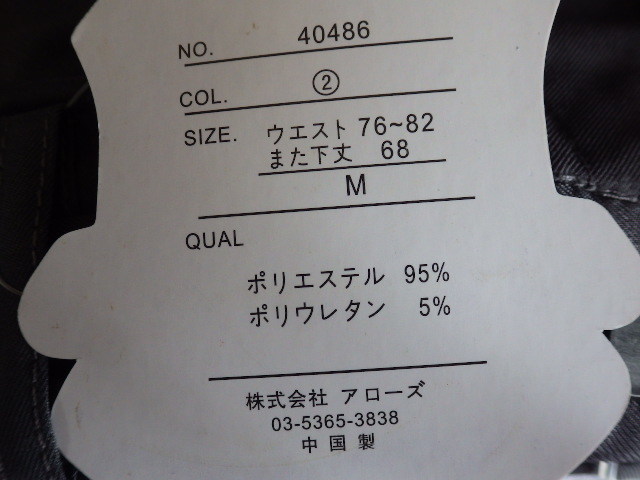 NO. 40486
COL. ②
SIZE. ウエスト 76~82
また下丈 68
M
QUAL
ポリエステル 95%
ポリウレタン 5%
株式会社 アローズ
03-5365-3838
中国製